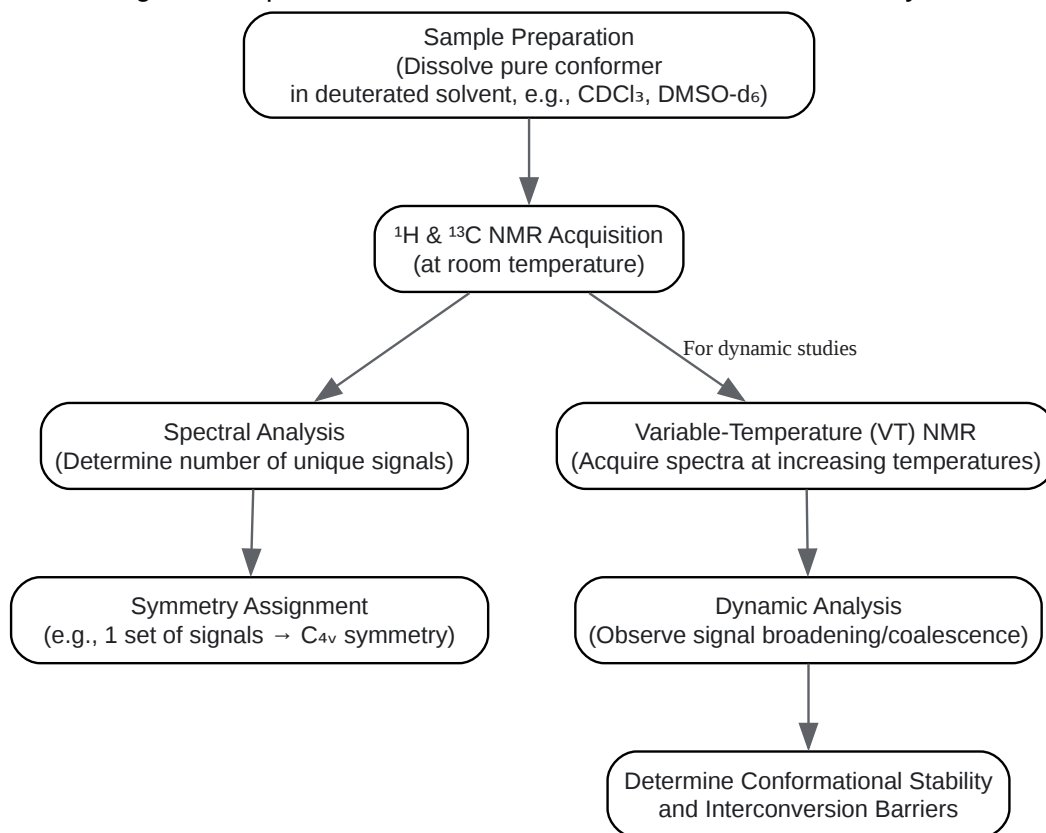 Sample Preparation
(Dissolve pure conformer
in deuterated solvent, e.g., CDCl₃, DMSO-d₆)
¹H & ¹³C NMR Acquisition
(at room temperature)
For dynamic studies
Spectral Analysis
(Determine number of unique signals)
Variable-Temperature (VT) NMR
(Acquire spectra at increasing temperatures)
Symmetry Assignment
(e.g., 1 set of signals → C₄ᵥ symmetry)
Dynamic Analysis
(Observe signal broadening/coalescence)
Determine Conformational Stability
and Interconversion Barriers